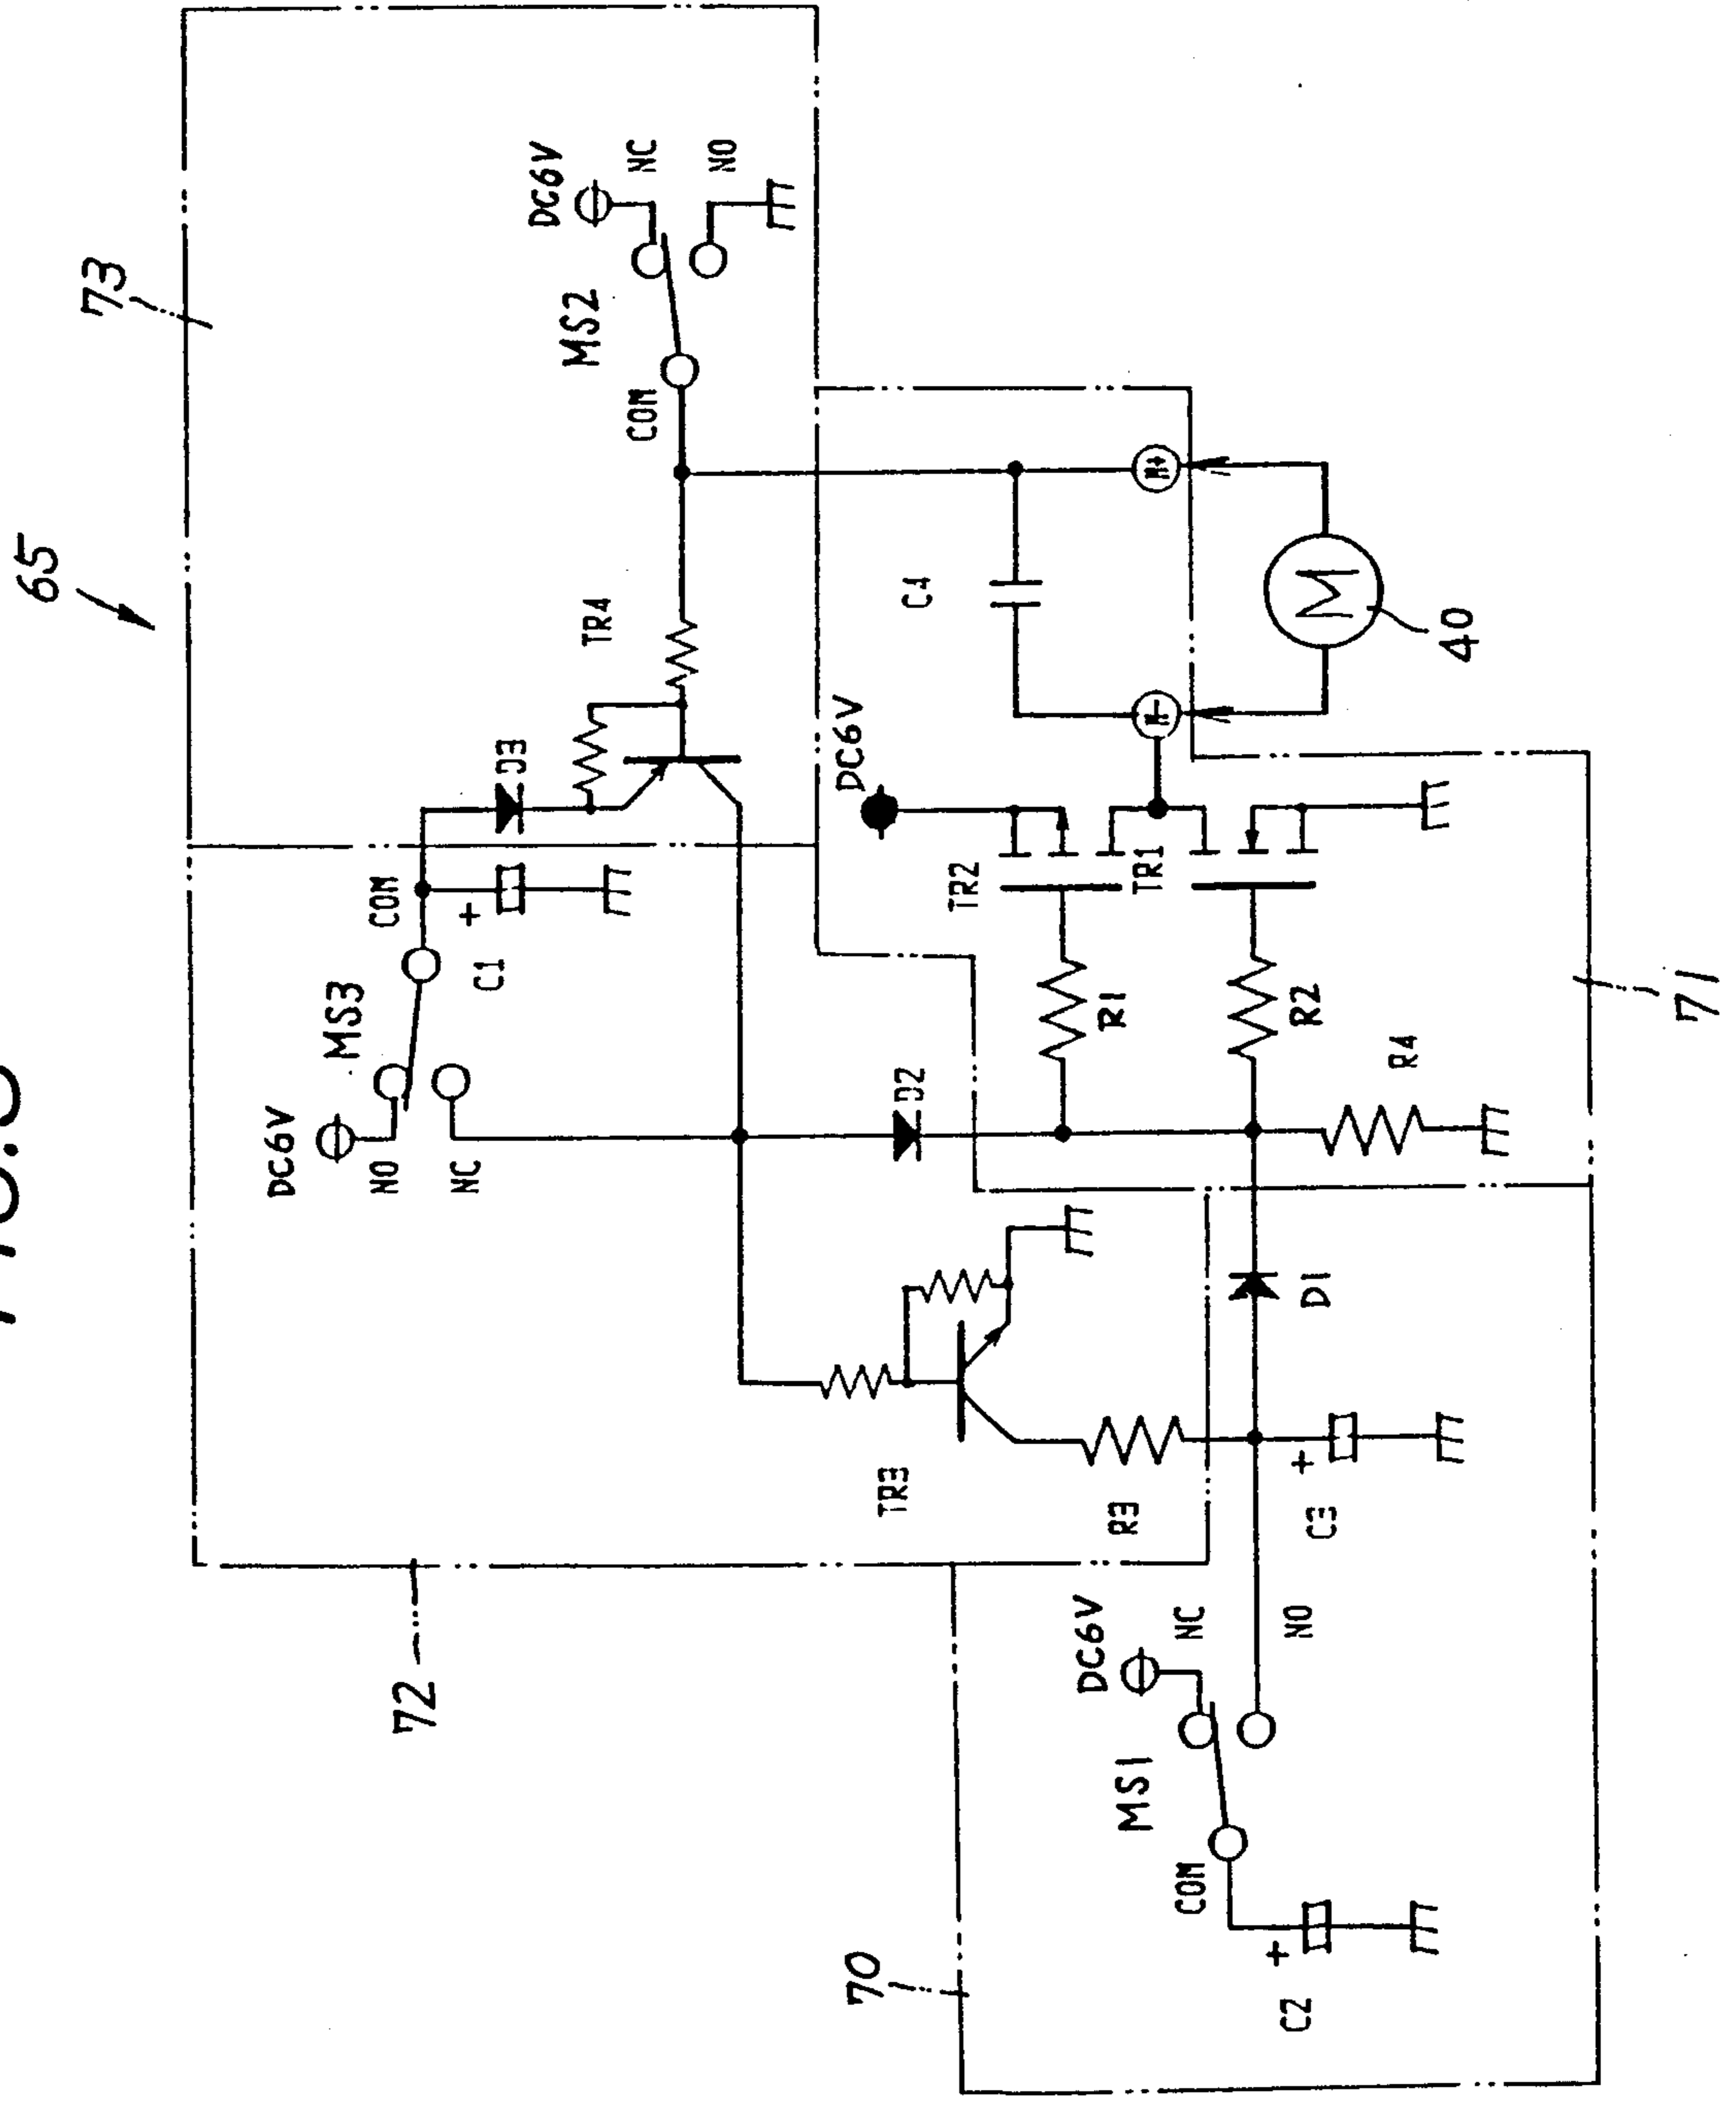 65
73
DC6V
NC
NO
MS2
COM
TR4
D3
COM
+
C1
MS3
DC6V
NO
NC
C4
M+
M-
M
40
DC6V
TR2
TR1
R1
R2
R4
D2
71
D1
TR3
R3
+
C3
72
DC6V
NC
NO
MS1
COM
+
C2
70